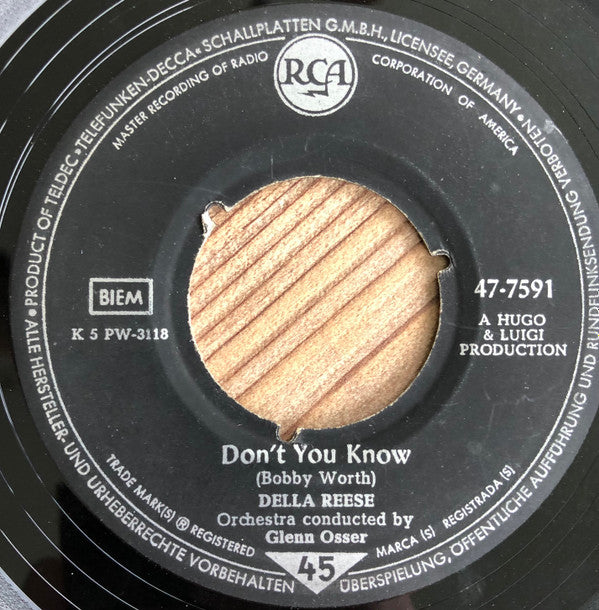 • PRODUCT OF TELDEC • TELEFUNKEN-DECCA • SCHALLPLATTEN G.M.B.H., LICENSEE, GERMANY •
MASTER RECORDING OF RADIO CORPORATION OF AMERICA
RCA
BIEM
K 5 PW-3118
47-7591
A HUGO
& LUIGI
PRODUCTION
Don't You Know
(Bobby Worth)
DELLA REESE
Orchestra conducted by
Glenn Osser
TRADE MARK(S) ® REGISTERED
MARCA (S) REGISTRADA (S)
45
ALLE HERSTELLER- UND URHEBERRECHTE VORBEHALTEN
ÜBERSPIELUNG, ÖFFENTLICHE AUFFÜHRUNG UND RUNDFUNKSENDUNG VERBOTEN •